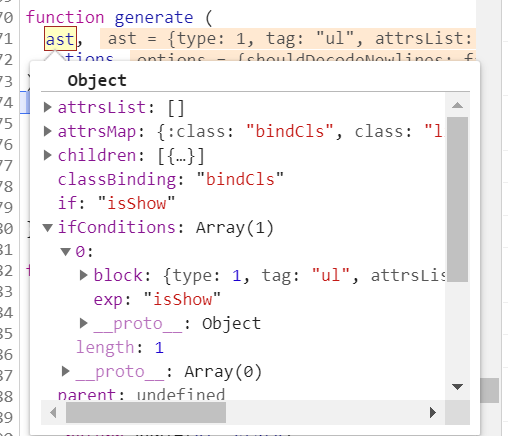 70 function generate (
71 ast, ast = {type: 1, tag: "ul", attrsList:
72 options = {shouldDecodeNewlines: f
73 )
74
Object
75
attrsList: []
76
attrsMap: {:class: "bindCls", class: "l
77
children: [{…}]
78
classBinding: "bindCls"
79
if: "isShow"
80 }
ifConditions: Array(1)
81
0:
82 f
block: {type: 1, tag: "ul", attrsLis
83
exp: "isShow"
84
__proto__: Object
85
length: 1
86
__proto__: Array(0)
87
parent: undefined
88
89